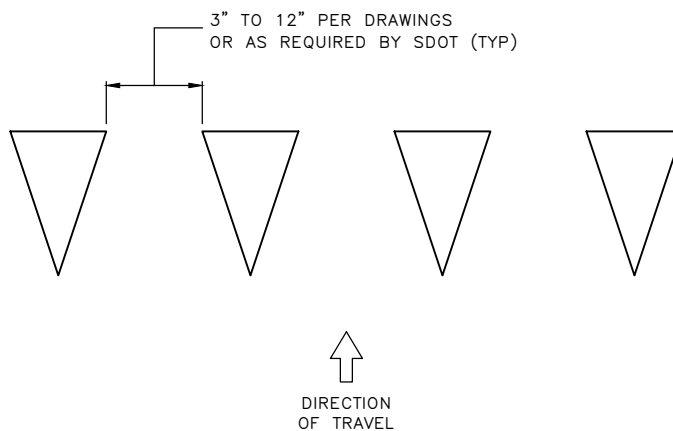 3” TO 12” PER DRAWINGS
OR AS REQUIRED BY SDOT (TYP)
DIRECTION
OF TRAVEL